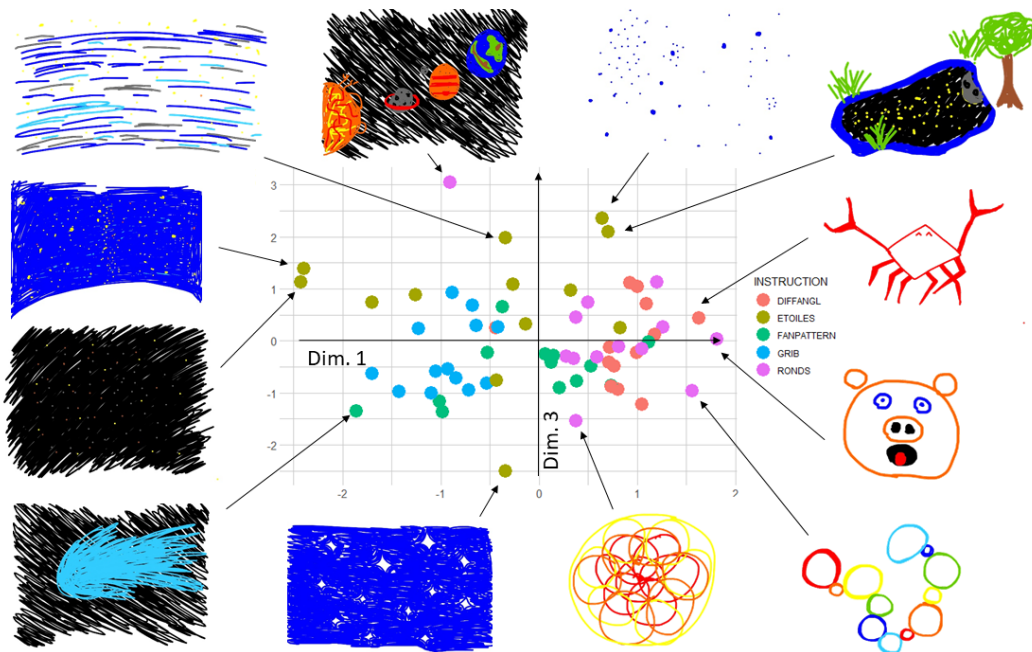 3
2
1
0
-1
-2
Dim. 1
Dim. 3
-2
-1
0
1
2
INSTRUCTION
DIFFANGL
ETOILES
FANPATTERN
GRIB
RONDS